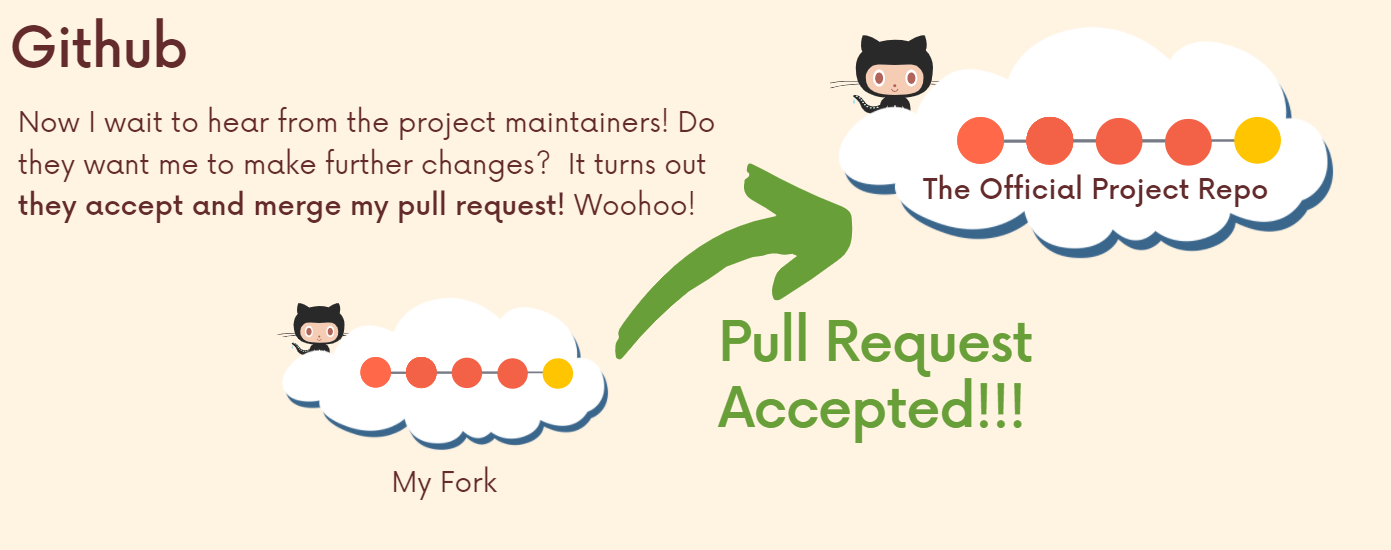 Github
Now I wait to hear from the project maintainers! Do
they want me to make further changes?  It turns out
they accept and merge my pull request! Woohoo!
The Official Project Repo
Pull Request
Accepted!!!
My Fork